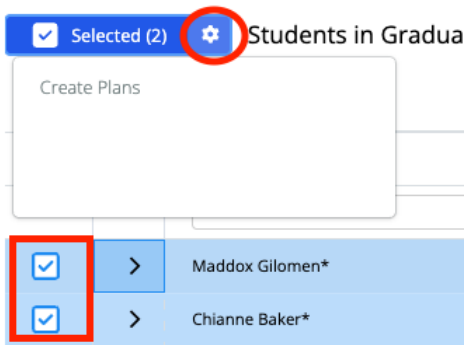 Selected (2)
Students in Gradua
Create Plans
Maddox Gilomen*
Chianne Baker*